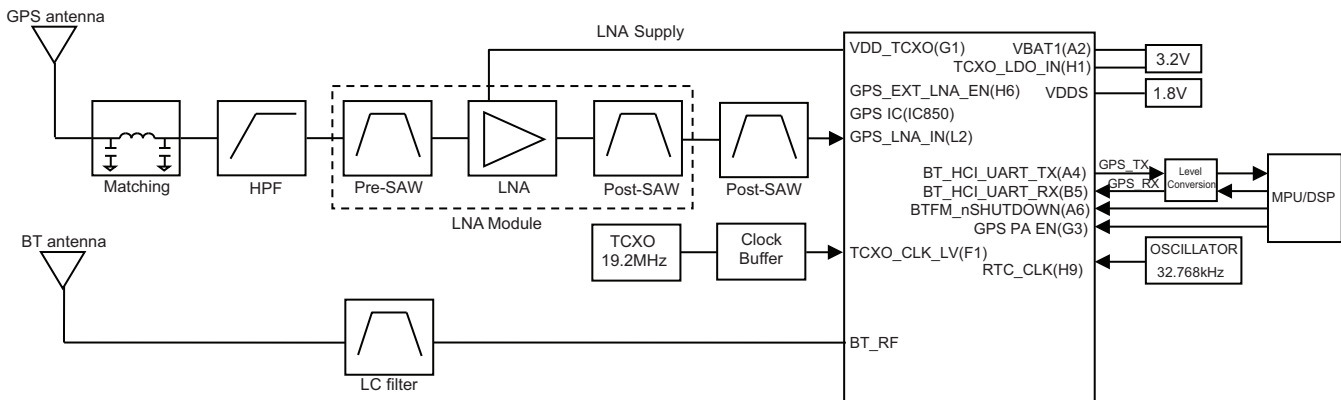 GPS antenna
LNA Supply
VDD_TCXO(G1)
VBAT1(A2)
TCXO_LDO_IN(H1)
3.2V
GPS_EXT_LNA_EN(H6)
VDDS
1.8V
GPS IC(IC850)
GPS_LNA_IN(L2)
Matching
HPF
Pre-SAW
LNA
Post-SAW
Post-SAW
LNA Module
BT_HCI_UART_TX(A4)
GPS_TX
BT_HCI_UART_RX(B5)
GPS_RX
Level
Conversion
MPU/DSP
BTFM_nSHUTDOWN(A6)
GPS PA EN(G3)
BT antenna
TCXO
19.2MHz
Clock
Buffer
TCXO_CLK_LV(F1)
RTC_CLK(H9)
OSCILLATOR
32.768kHz
BT_RF
LC filter